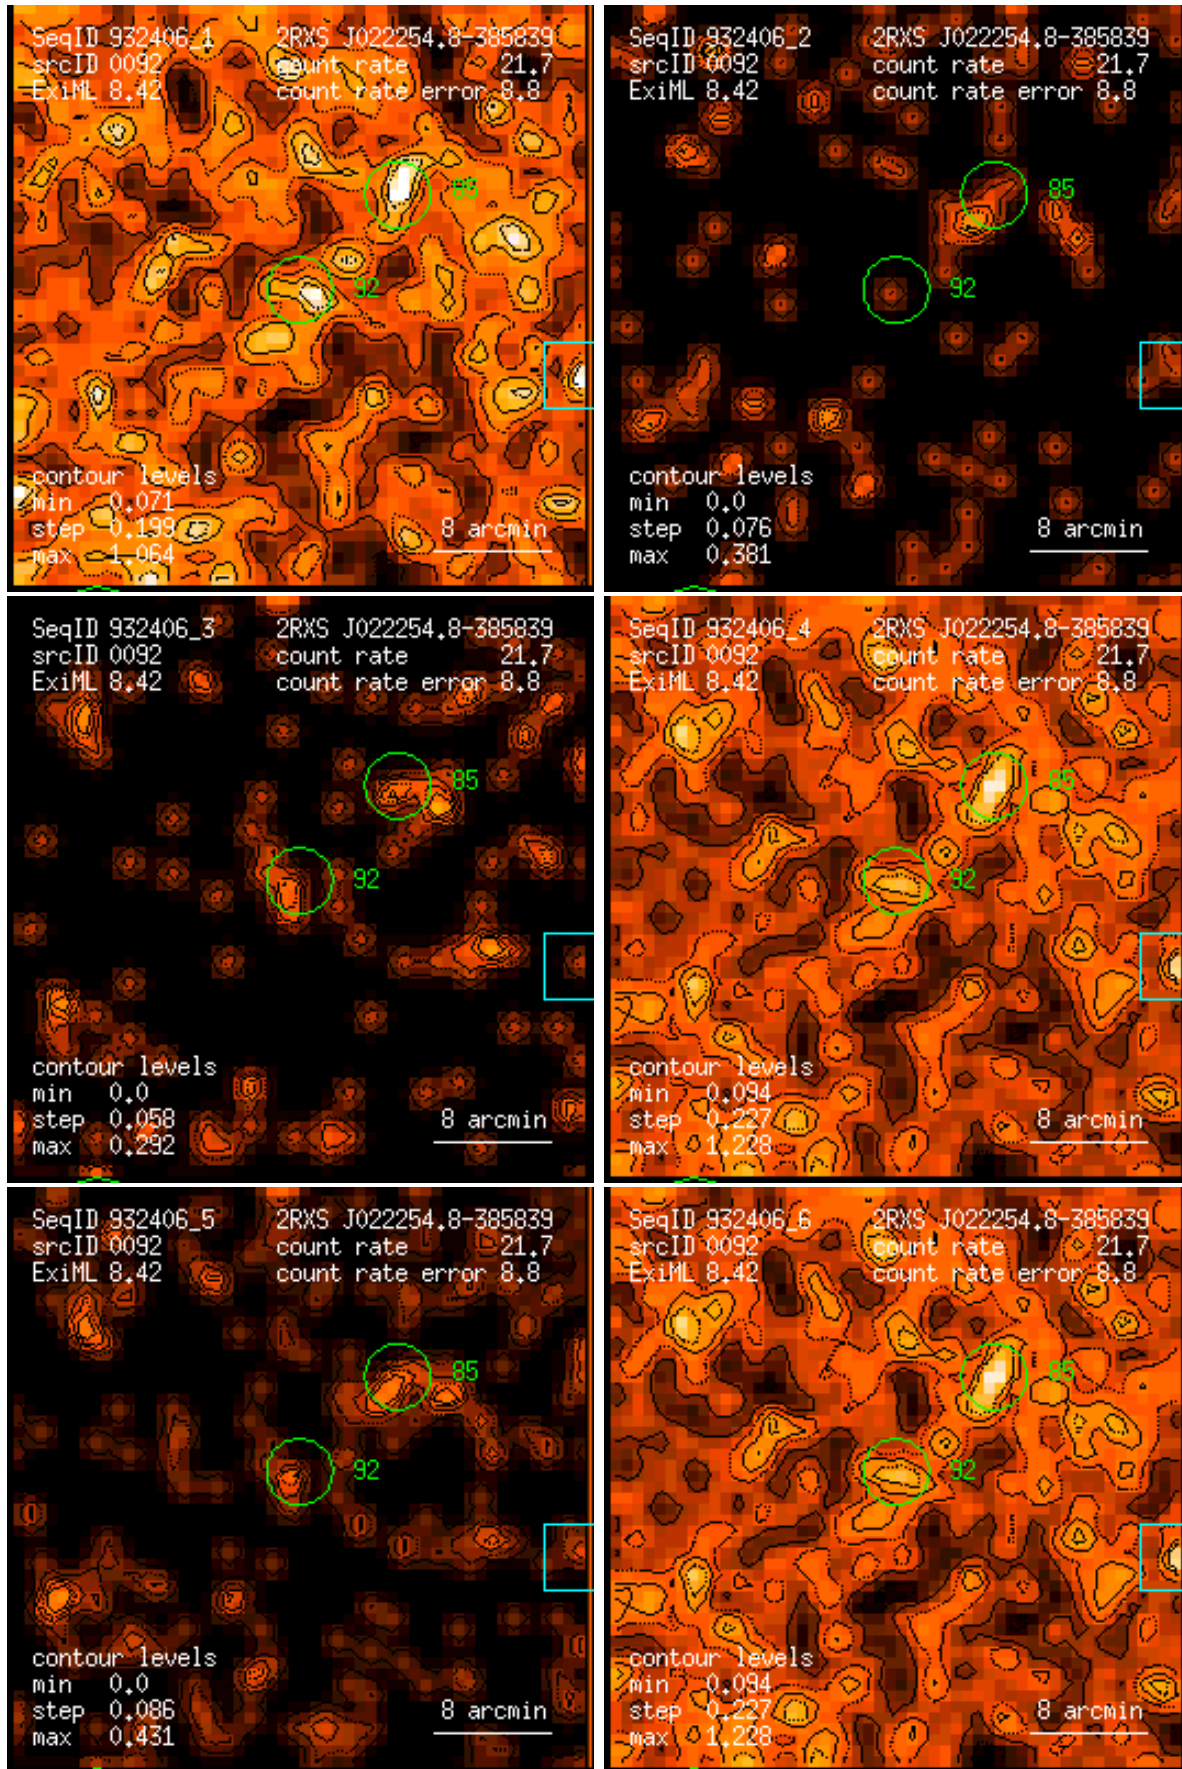 SeqID 932406_1 2RXS J022254.8-385839
srcID 0092 count rate 21.7
ExiML 8.42 count rate error 8.8
85
92
contour levels
min 0.071
step 0.199 8 arcmin
max 1.064
SeqID 932406_2 2RXS J022254.8-385839
srcID 0092 count rate 21.7
ExiML 8.42 count rate error 8.8
85
92
contour levels
min 0.0
step 0.076 8 arcmin
max 0.381
SeqID 932406_3 2RXS J022254.8-385839
srcID 0092 count rate 21.7
ExiML 8.42 count rate error 8.8
85
92
contour levels
min 0.0
step 0.058 8 arcmin
max 0.292
SeqID 932406_4 2RXS J022254.8-385839
srcID 0092 count rate 21.7
ExiML 8.42 count rate error 8.8
85
92
contour levels
min 0.094
step 0.227 8 arcmin
max 1.228
SeqID 932406_5 2RXS J022254.8-385839
srcID 0092 count rate 21.7
ExiML 8.42 count rate error 8.8
85
92
contour levels
min 0.0
step 0.086 8 arcmin
max 0.431
SeqID 932406_6 2RXS J022254.8-385839
srcID 0092 count rate 21.7
ExiML 8.42 count rate error 8.8
85
92
contour levels
min 0.094
step 0.227 8 arcmin
max 1.228